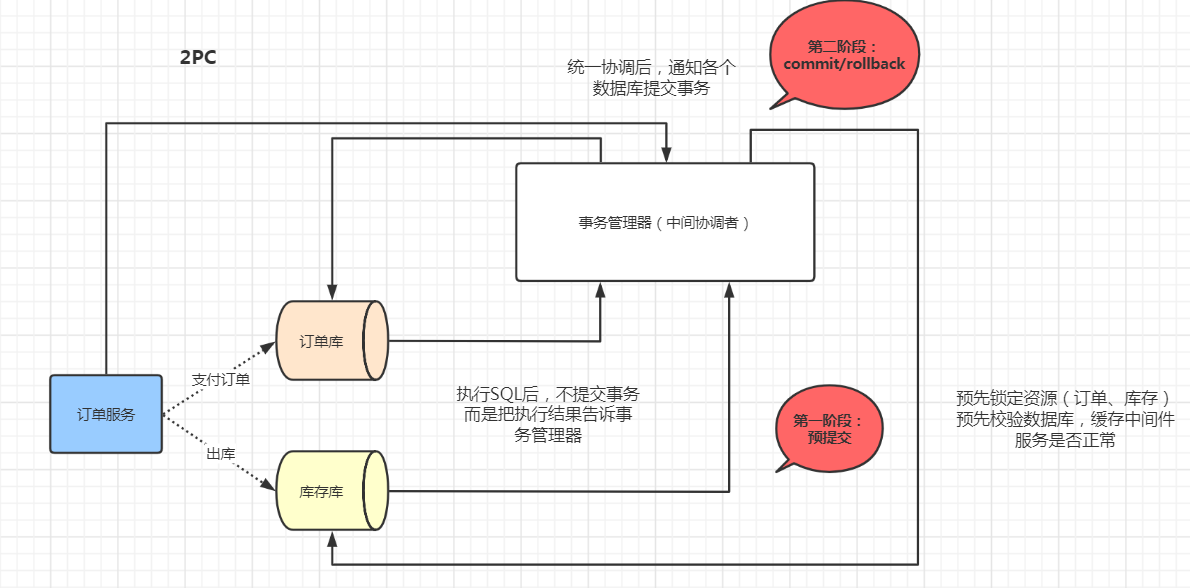 2PC
统一协调后，通知各个
数据库提交事务
第二阶段：
commit/rollback
事务管理器（中间协调者）
订单库
支付订单
订单服务
出库
库存库
执行SQL后，不提交事务
而是把执行结果告诉事
务管理器
第一阶段：
预提交
预先锁定资源（订单、库存）
预先校验数据库，缓存中间件
服务是否正常